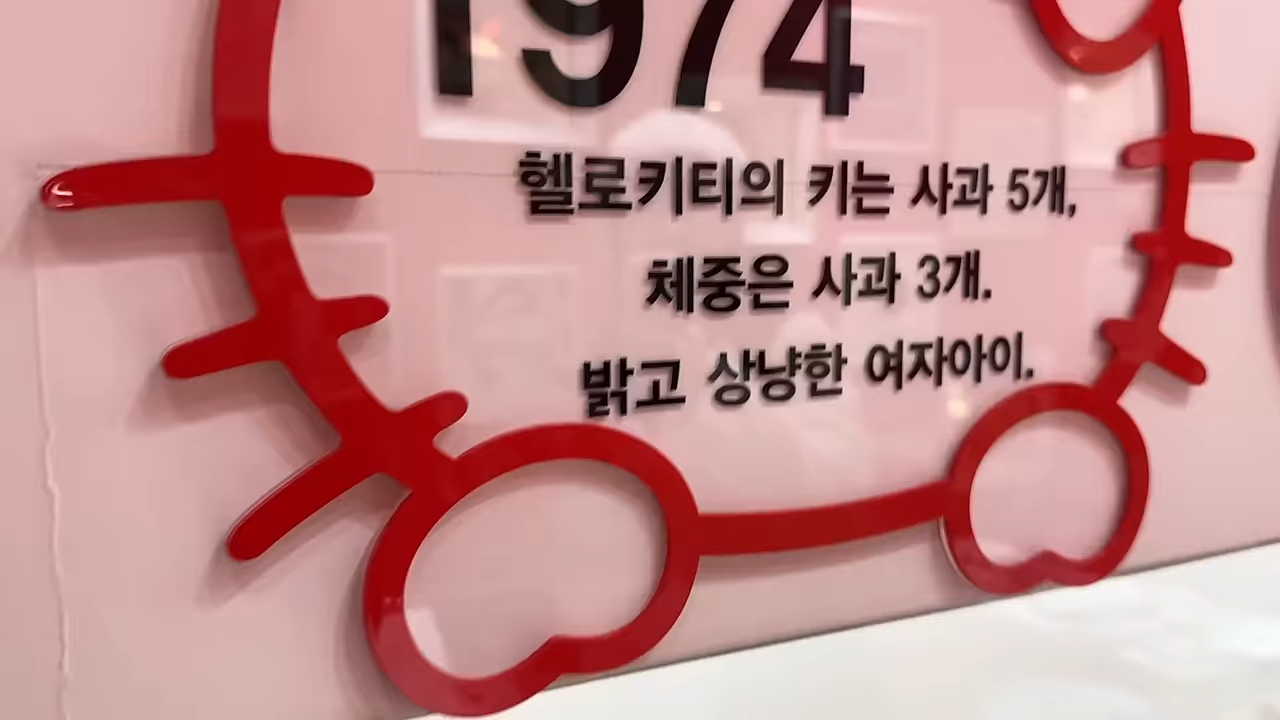 1974
헬로키티의 키는 사과 5개,
체중은 사과 3개.
밝고 상냥한 여자아이.